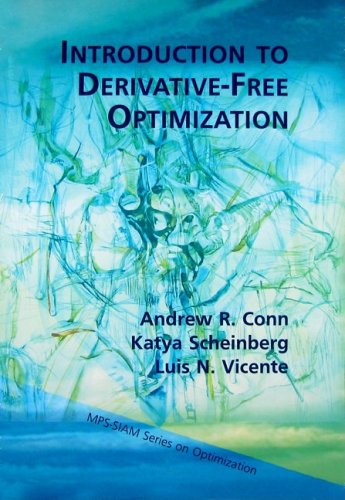 INTRODUCTION TO
DERIVATIVE-FREE
OPTIMIZATION
Andrew R. Conn
Katya Scheinberg
Luis N. Vicente
MPS-SIAM Series on Optimization